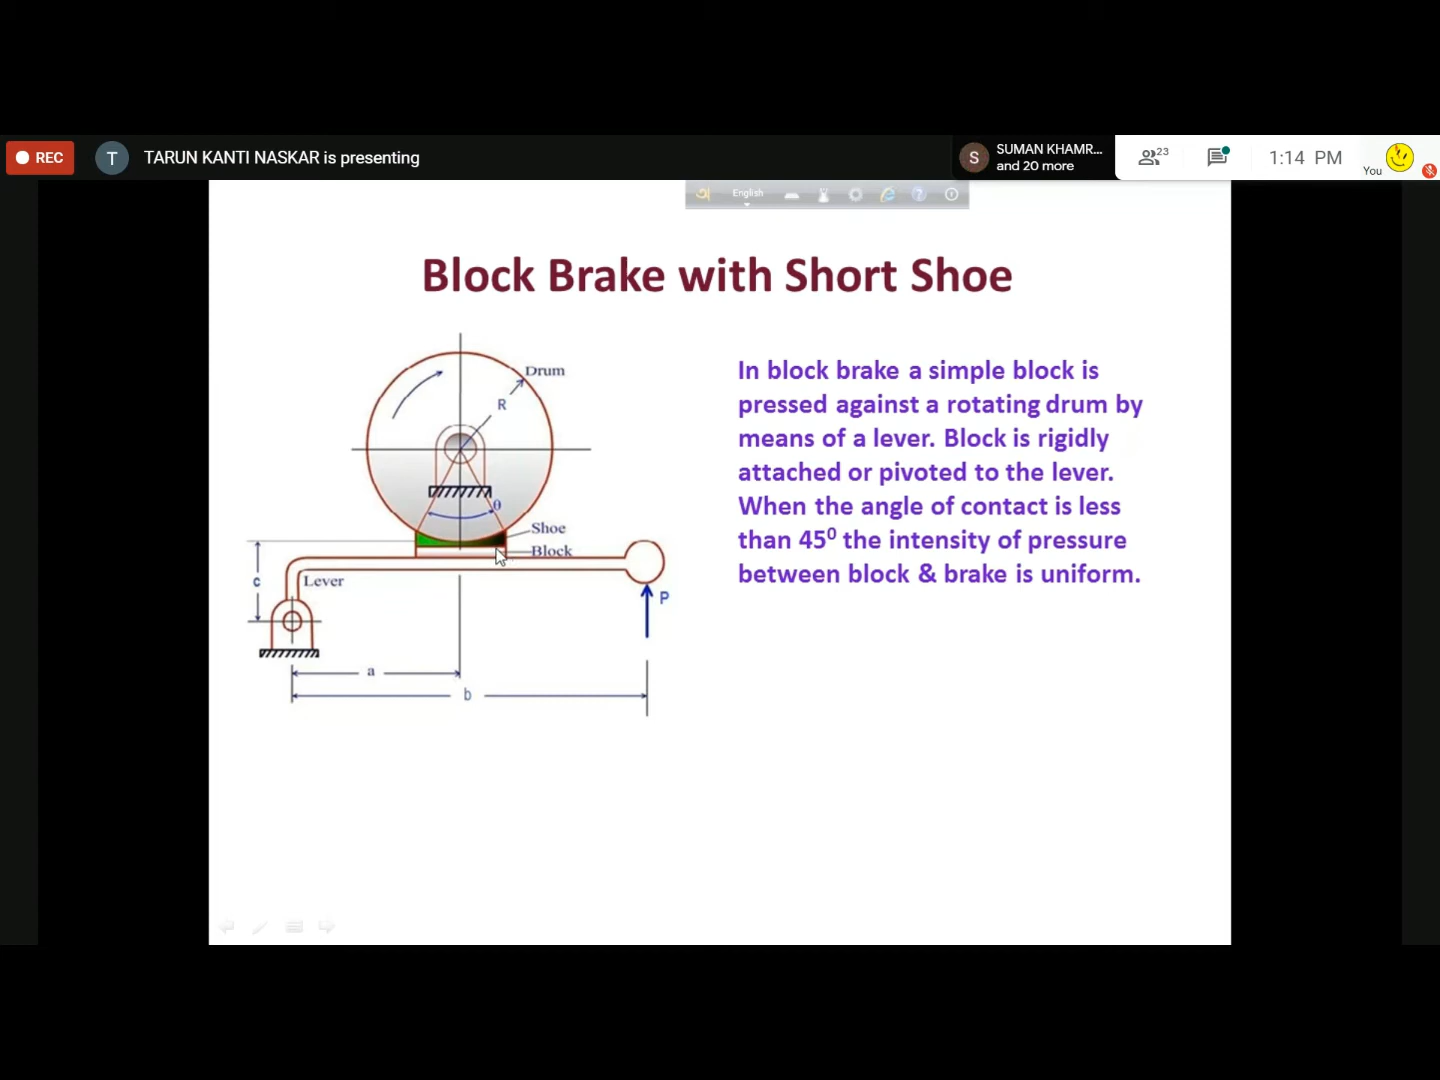 REC
T
TARUN KANTI NASKAR is presenting
S
SUMAN KHAMR...
and 20 more
23
1:14 PM
You
অ
English
?
Block Brake with Short Shoe
Drum
R
θ
Shoe
Block
c
Lever
P
a
b
In block brake a simple block is
pressed against a rotating drum by
means of a lever. Block is rigidly
attached or pivoted to the lever.
When the angle of contact is less
than 45⁰ the intensity of pressure
between block & brake is uniform.